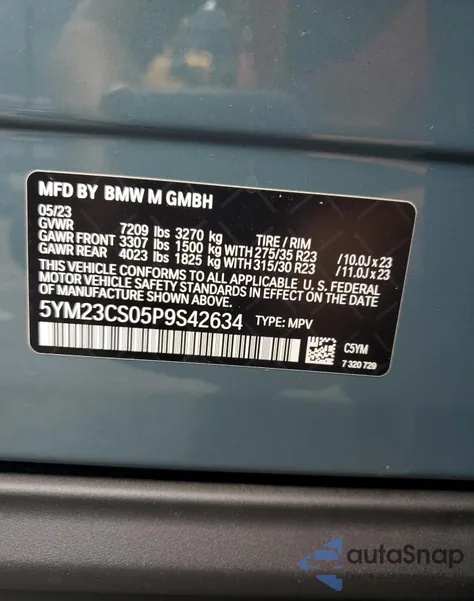 MFD BY BMW M GMBH
05/23
GVWR 7209 lbs 3270 kg TIRE / RIM
GAWR FRONT 3307 lbs 1500 kg WITH 275/35 R23 /10.0J x 23
GAWR REAR 4023 lbs 1825 kg WITH 315/30 R23 /11.0J x 23
THIS VEHICLE CONFORMS TO ALL APPLICABLE U. S. FEDERAL
MOTOR VEHICLE SAFETY STANDARDS IN EFFECT ON THE
DATE OF MANUFACTURE SHOWN ABOVE.
5YM23CS05P9S42634 TYPE: MPV
C5YM
7 320 729
autoSnap